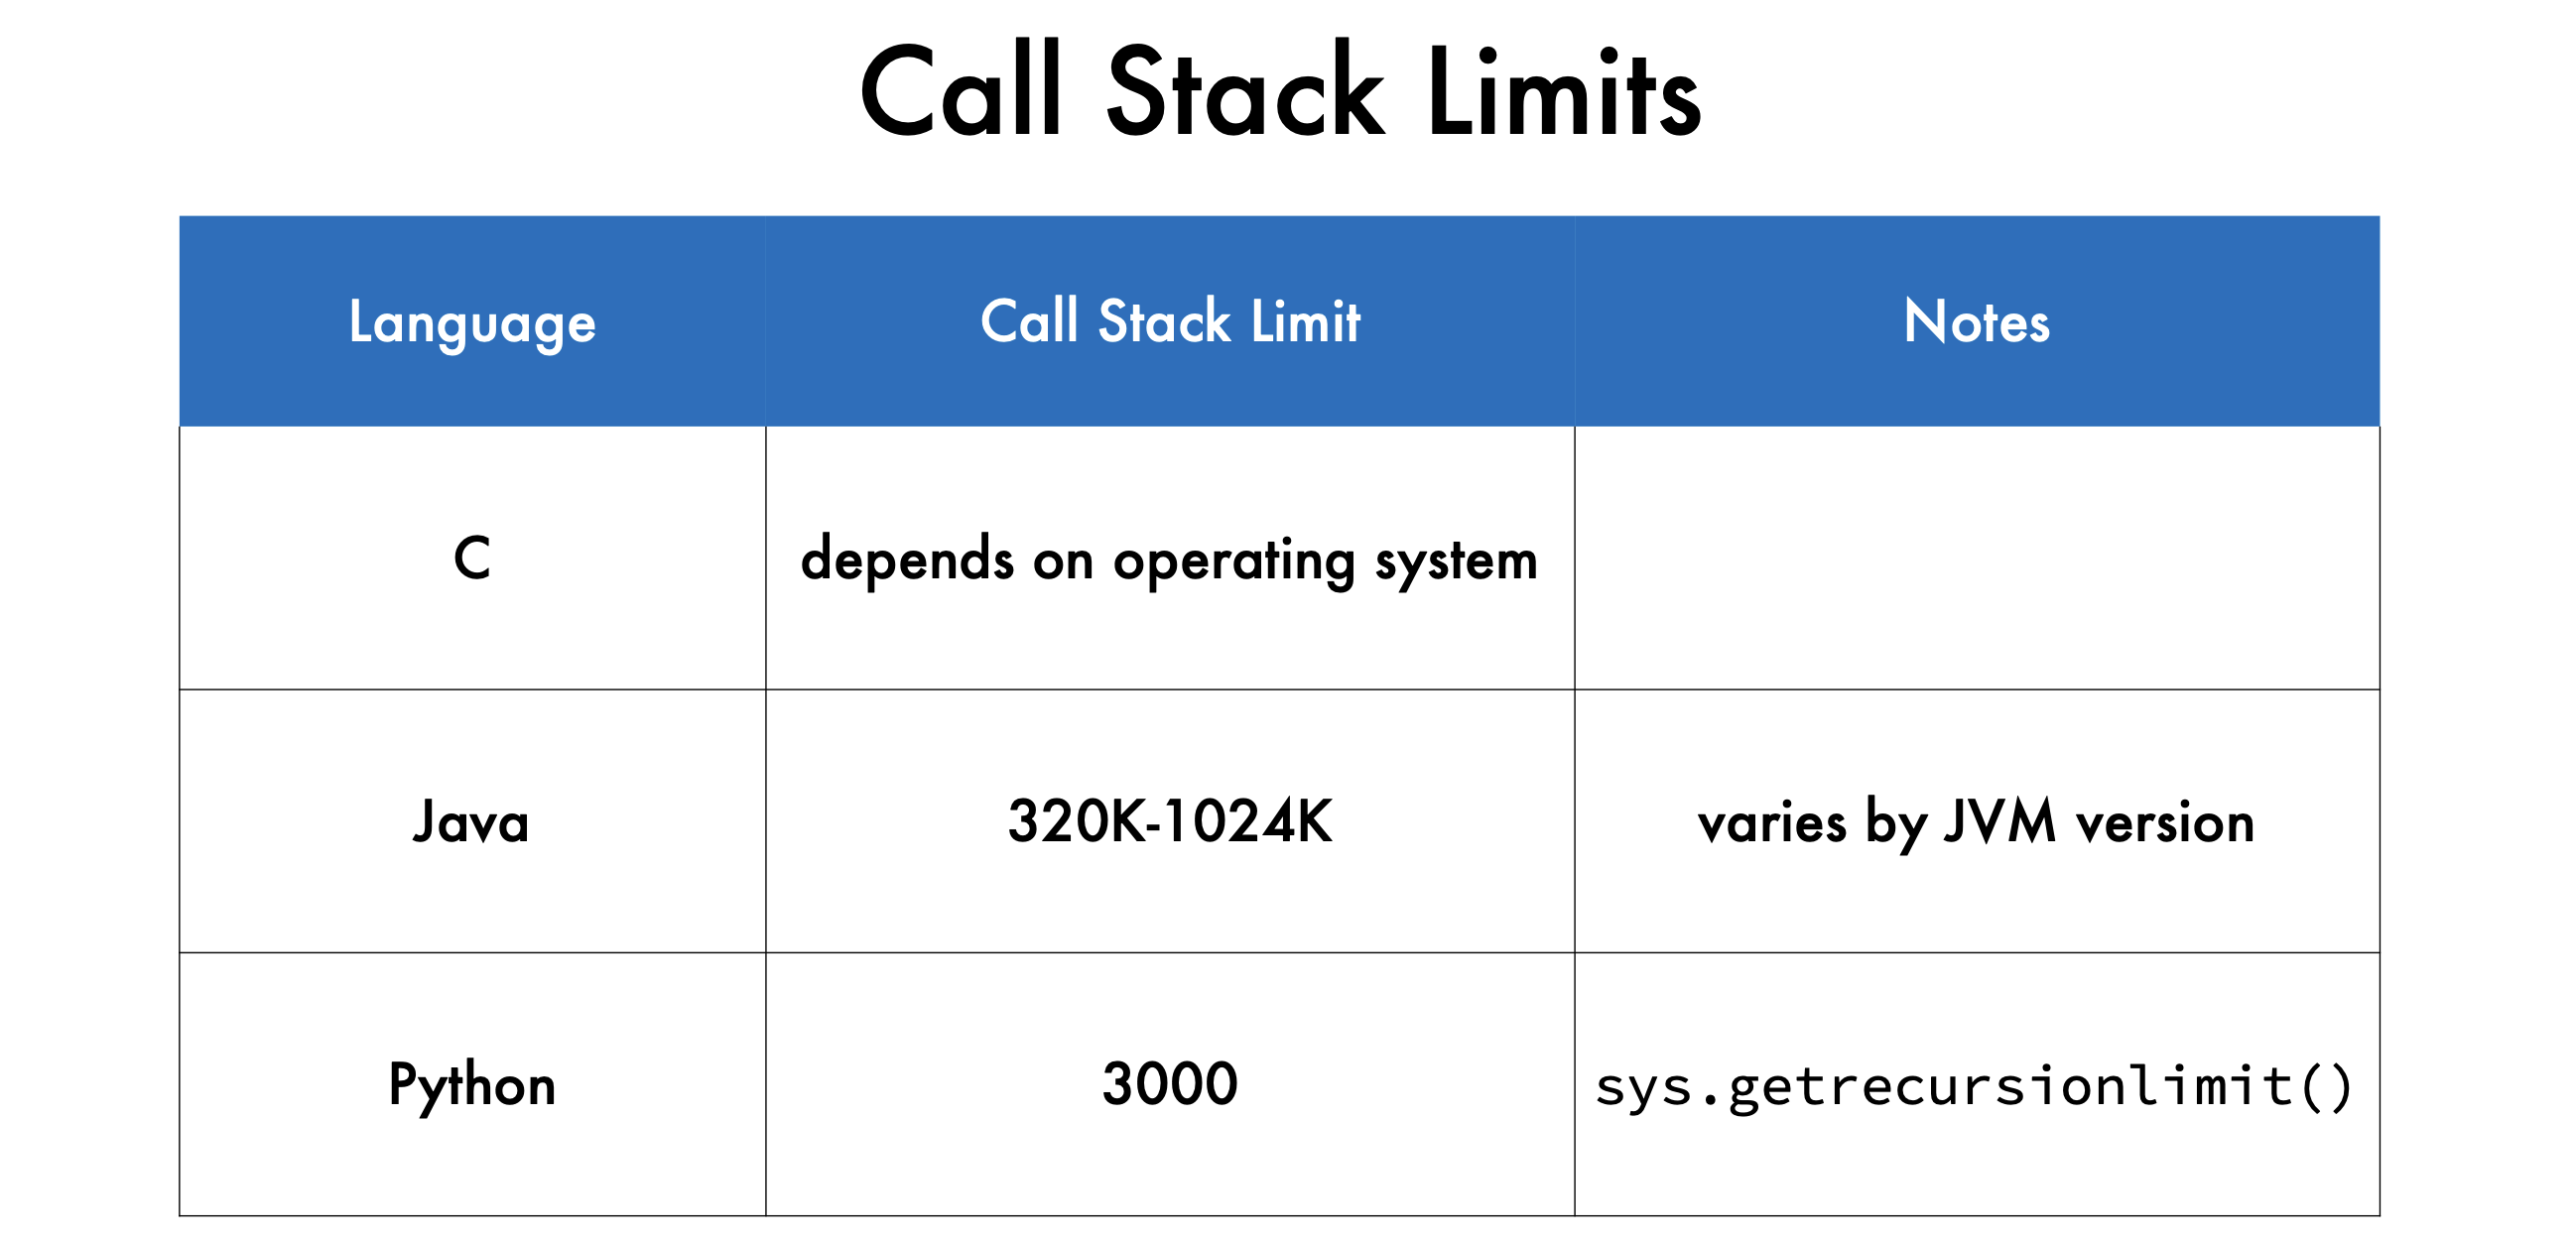 Call Stack Limits
Language Call Stack Limit Notes
C depends on operating system
Java 320K-1024K varies by JVM version
Python 3000 sys.getrecursionlimit()